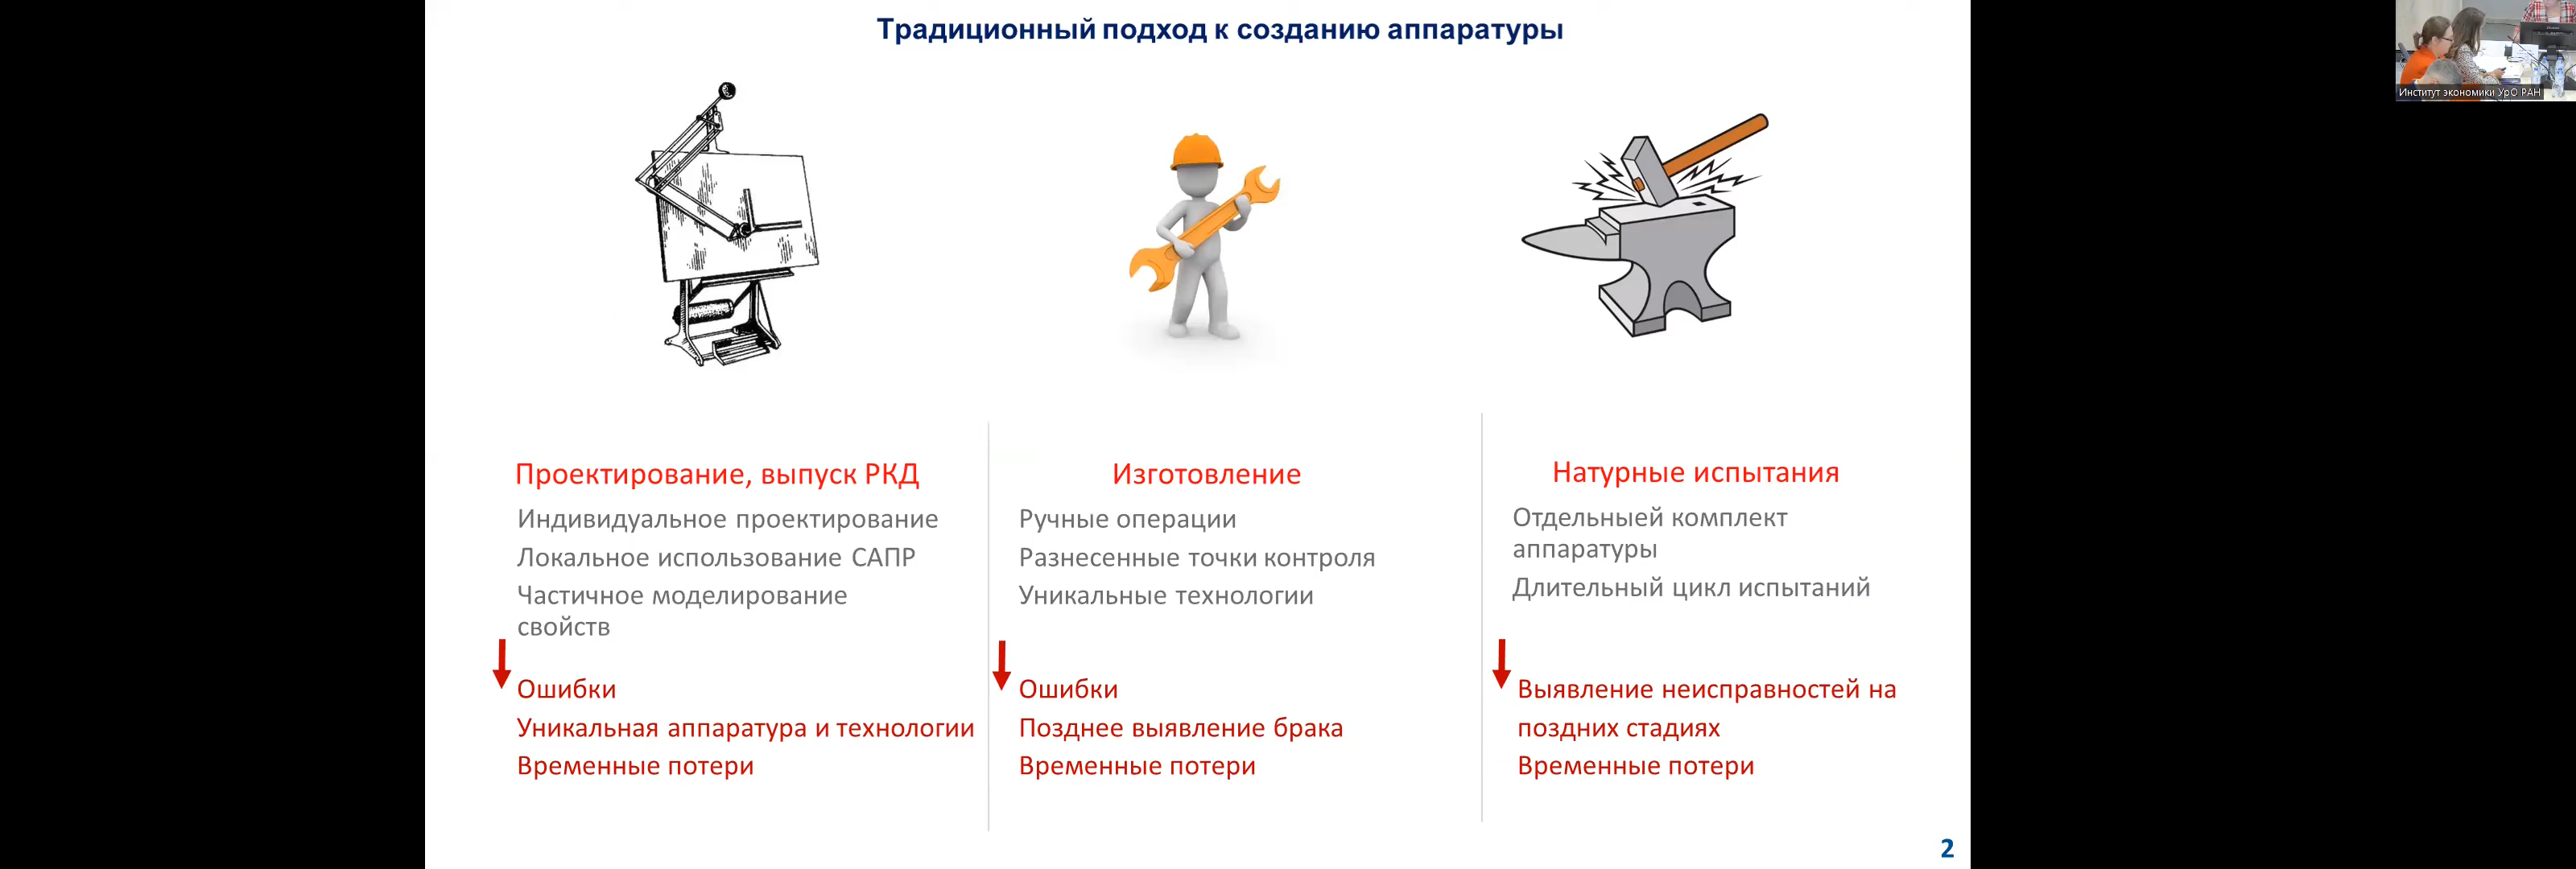 Традиционный подход к созданию аппаратуры
Институт экономики УрО РАН
Проектирование, выпуск РКД
Индивидуальное проектирование
Локальное использование САПР
Частичное моделирование
свойств
Ошибки
Уникальная аппаратура и технологии
Временные потери
Изготовление
Ручные операции
Разнесенные точки контроля
Уникальные технологии
Ошибки
Позднее выявление брака
Временные потери
Натурные испытания
Отдельныей комплект
аппаратуры
Длительный цикл испытаний
Выявление неисправностей на
поздних стадиях
Временные потери
2